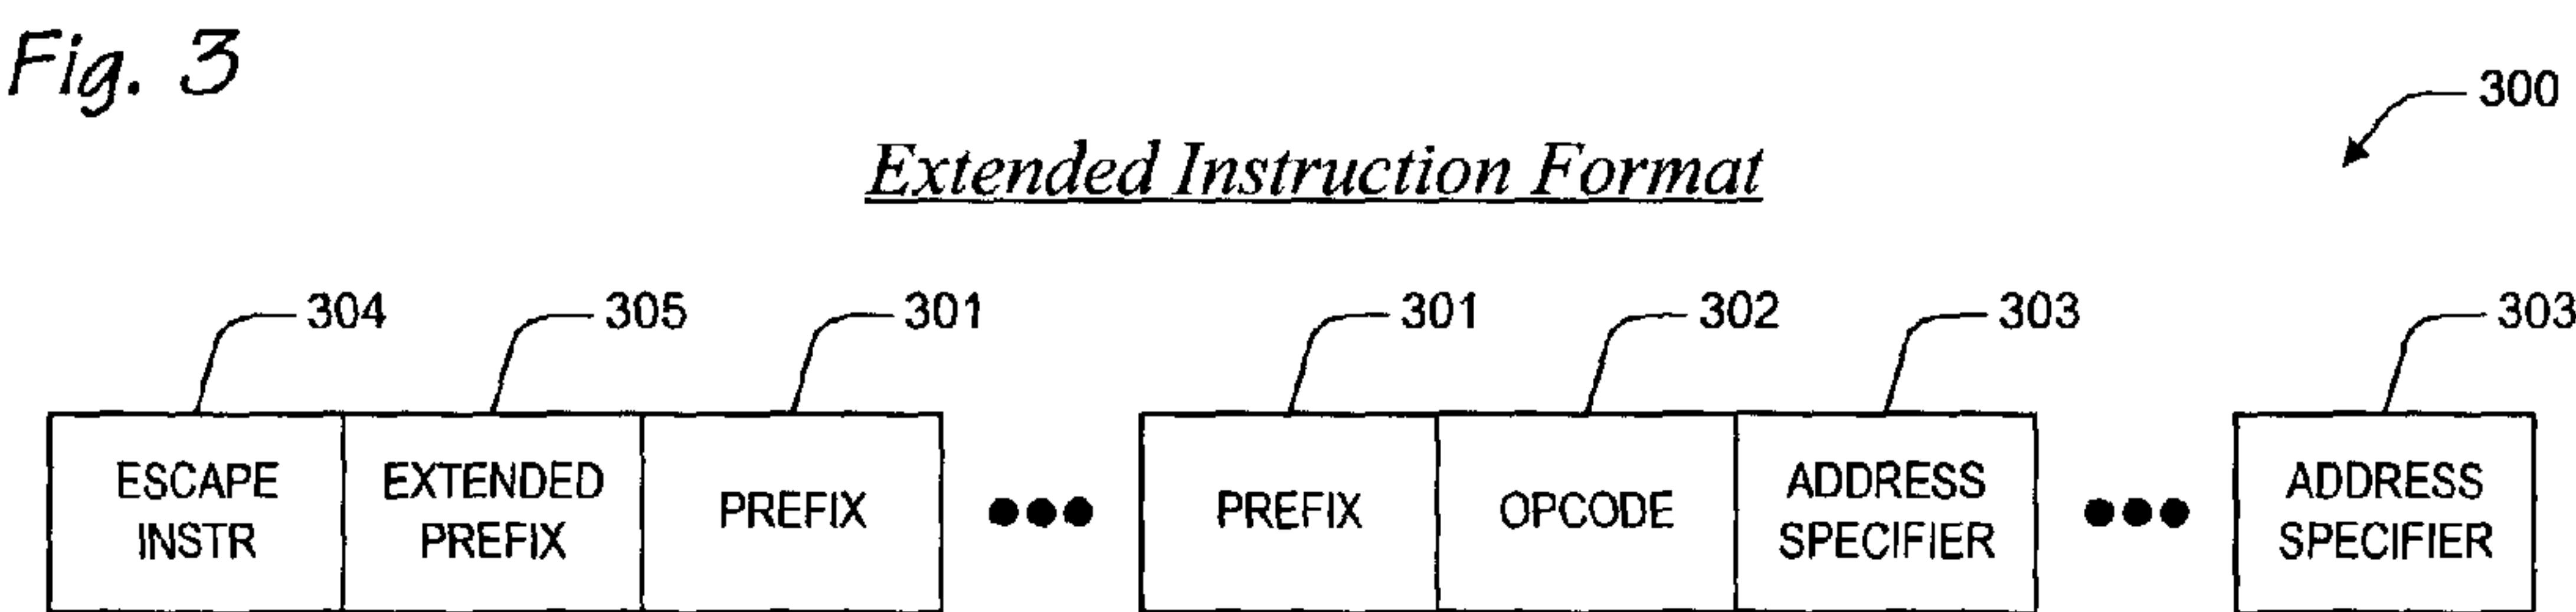 Fig. 3
300
Extended Instruction Format
304 305 301 301 302 303 303
ESCAPE INSTR
EXTENDED PREFIX
PREFIX
PREFIX
OPCODE
ADDRESS SPECIFIER
ADDRESS SPECIFIER